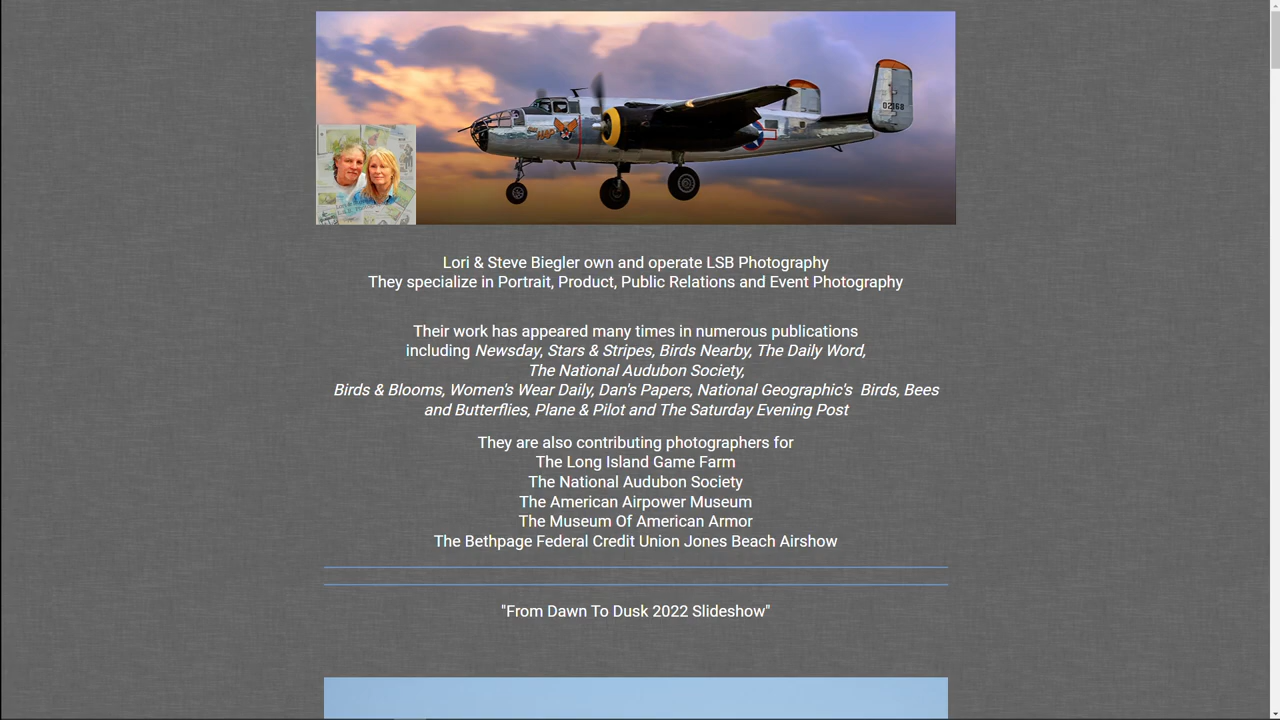 02168
Lori & Steve Biegler own and operate LSB Photography
They specialize in Portrait, Product, Public Relations and Event Photography
Their work has appeared many times in numerous publications
including Newsday, Stars & Stripes, Birds Nearby, The Daily Word,
The National Audubon Society,
Birds & Blooms, Women's Wear Daily, Dan's Papers, National Geographic's  Birds, Bees
and Butterflies, Plane & Pilot and The Saturday Evening Post
They are also contributing photographers for
The Long Island Game Farm
The National Audubon Society
The American Airpower Museum
The Museum Of American Armor
The Bethpage Federal Credit Union Jones Beach Airshow
"From Dawn To Dusk 2022 Slideshow"